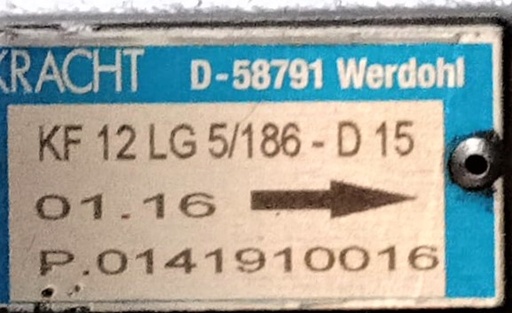 KRACHT D-58791 Werdohl
KF 12 LG 5/186 - D 15
01.16
P.0141910016